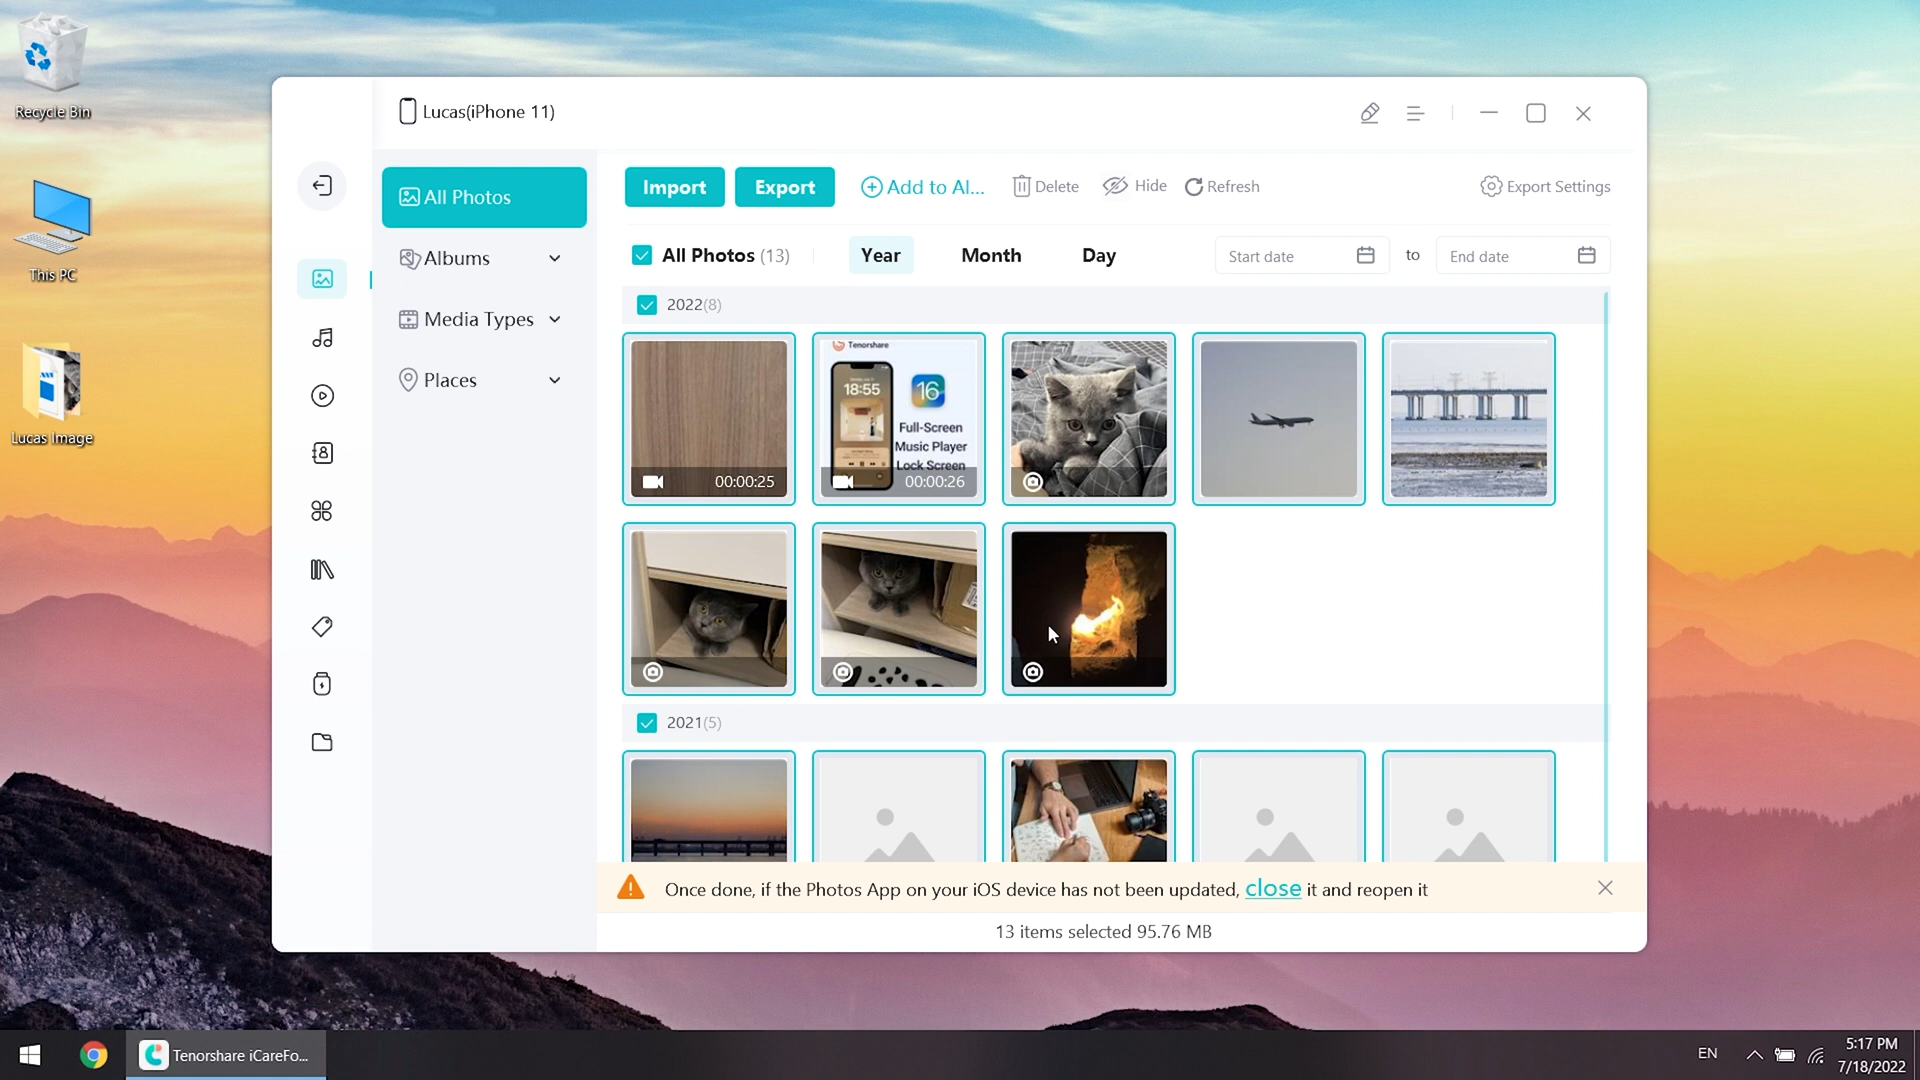 Recycle Bin
This PC
Lucas Image
Lucas(iPhone 11)
All Photos
Albums
Media Types
Places
Import
Export
Add to Al...
Delete
Hide
Refresh
Export Settings
All Photos (13)
Year
Month
Day
Start date
to
End date
2022(8)
00:00:25
Tenorshare
18:55
16
Full-Screen
Music Player
Lock Screen
00:00:26
2021(5)
Once done, if the Photos App on your iOS device has not been updated, close it and reopen it
13 items selected 95.76 MB
Tenorshare iCareFo...
EN
5:17 PM
7/18/2022